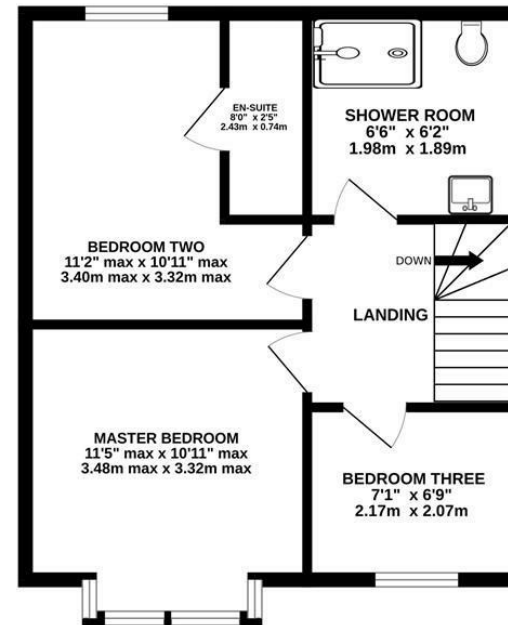 EN-SUITE
8'0" x 2'5"
2.43m x 0.74m
SHOWER ROOM
6'6" x 6'2"
1.98m x 1.89m
BEDROOM TWO
11'2" max x 10'11" max
3.40m max x 3.32m max
DOWN
LANDING
MASTER BEDROOM
11'5" max x 10'11" max
3.48m max x 3.32m max
BEDROOM THREE
7'1" x 6'9"
2.17m x 2.07m